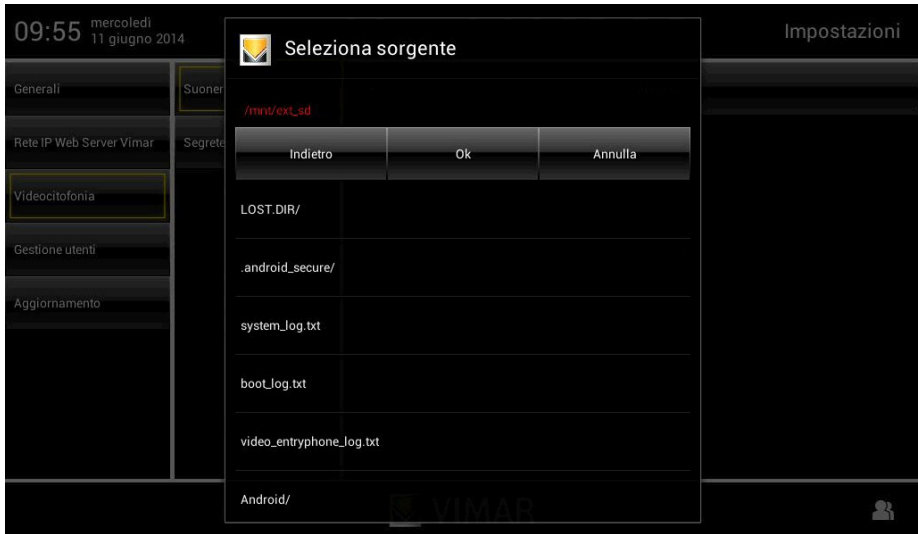 09:55 mercoledì
11 giugno 2014
Impostazioni
Seleziona sorgente
Generali
Suoner
/mnt/ext_sd
Rete IP Web Server Vimar
Segrete
Indietro
Ok
Annulla
Videocitofonia
LOST.DIR/
Gestione utenti
.android_secure/
Aggiornamento
system_log.txt
boot_log.txt
video_entryphone_log.txt
Android/
VIMAR